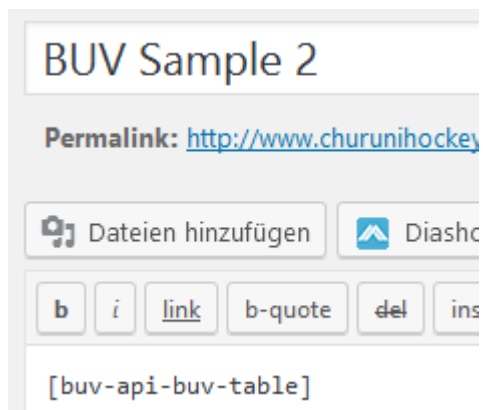 BUV Sample 2
Permalink: http://www.churunihockey
Dateien hinzufügen Diasho
b i link b-quote del ins
[buv-api-buv-table]